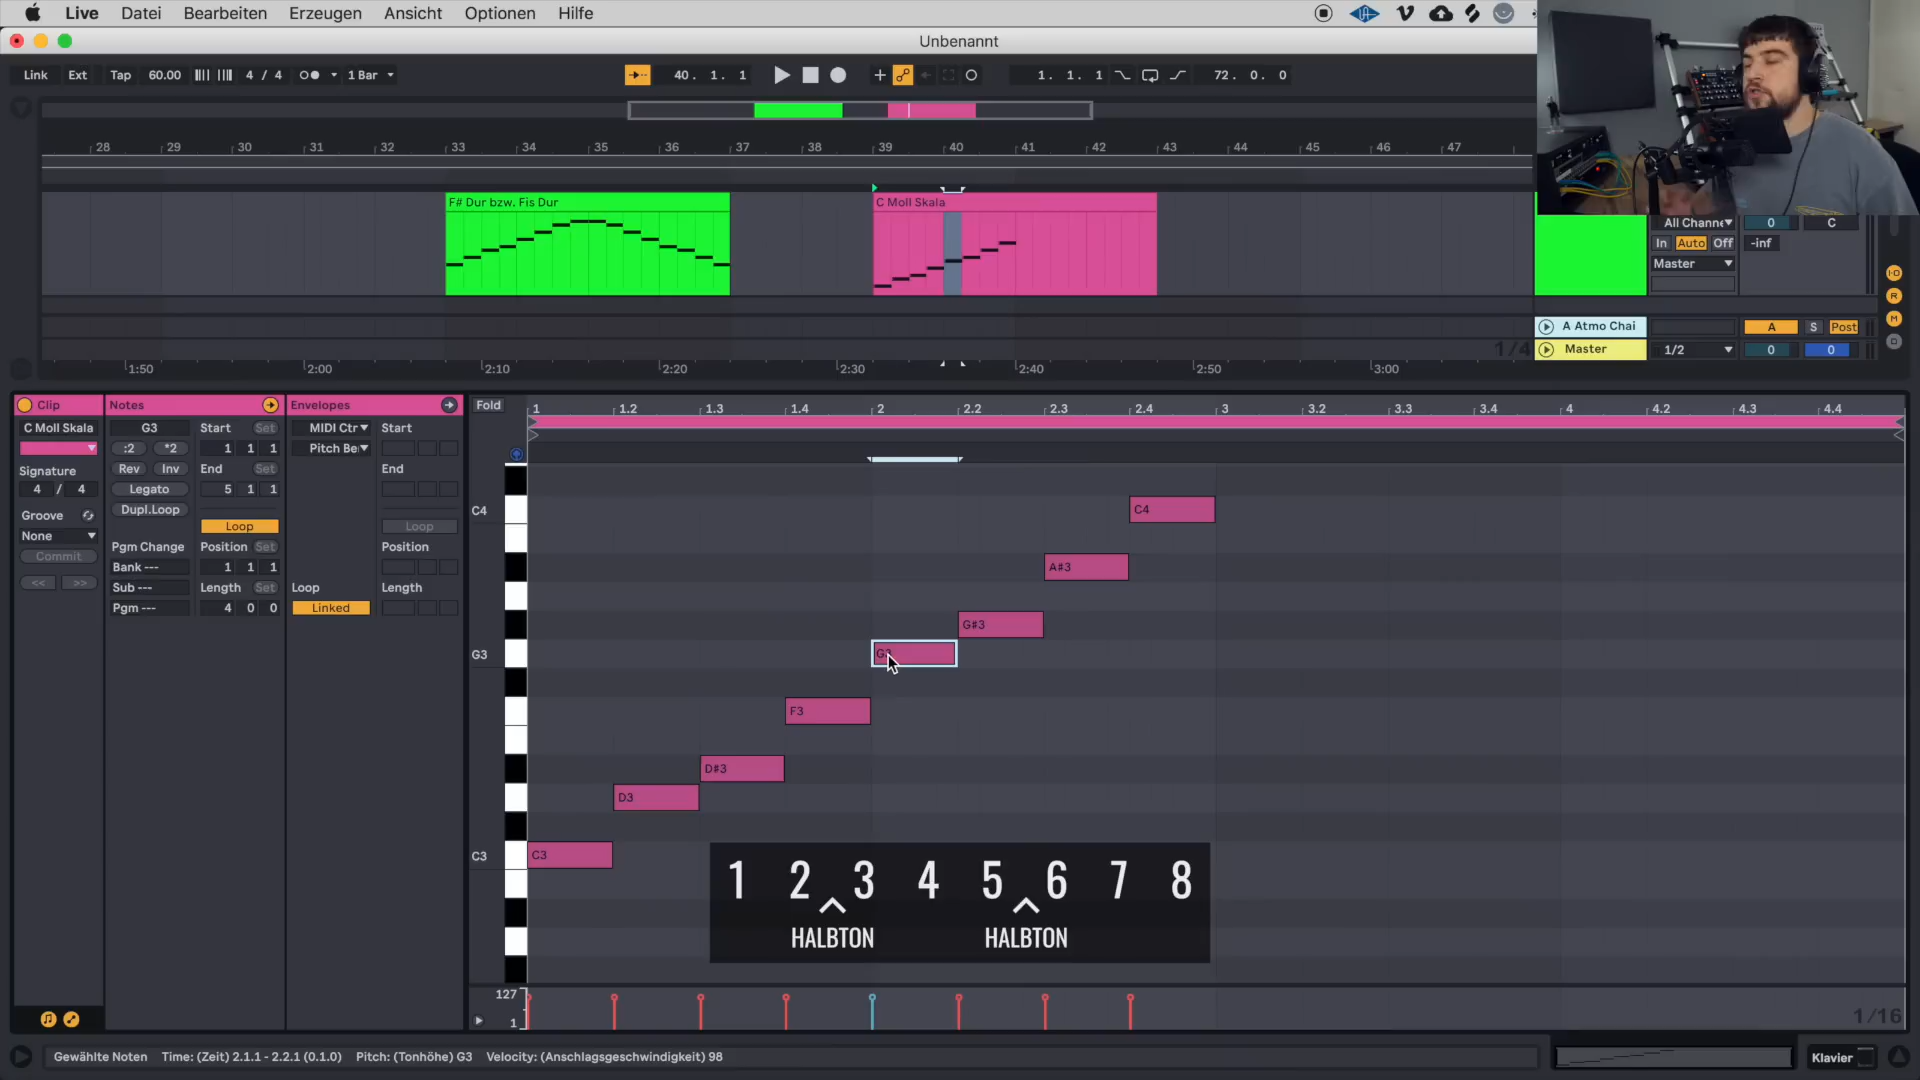 Live Datei Bearbeiten Erzeugen Ansicht Optionen Hilfe
Unbenannt
Link Ext Tap 60.00 4 / 4 1 Bar 40. 1. 1 1. 1. 1 72. 0. 0
28 29 30 31 32 33 34 35 36 37 38 39 40 41 42 43 44 45 46 47
F# Dur bzw. Fis Dur C Moll Skala
All Channe 0 C
In Auto Off -inf
Master
A Atmo Chai A S Post
1/4 Master 1/2 0 0
1:50 2:00 2:10 2:20 2:30 2:40 2:50 3:00
Clip Notes Envelopes Fold 1 1.2 1.3 1.4 2 2.2 2.3 2.4 3 3.2 3.3 3.4 4 4.2 4.3 4.4
C Moll Skala G3 Start Set MIDI Ctr Start
:2 *2 1 1 1 Pitch Be
Signature Rev Inv End Set End
4 / 4 Legato 5 1 1
Groove Dupl.Loop
None Loop Loop
Commit Pgm Change Position Set Position
Bank --- 1 1 1
<< >> Sub --- Length Set Loop Length
Pgm --- 4 0 0 Linked
C4 C4
A#3
G#3
G3 G3
F3
D#3
D3
C3 C3
1 2 3 4 5 6 7 8
HALBTON HALBTON
127
1
1/16
Gewählte Noten Time: (Zeit) 2.1.1 - 2.2.1 (0.1.0) Pitch: (Tonhöhe) G3 Velocity: (Anschlagsgeschwindigkeit) 98 Klavier